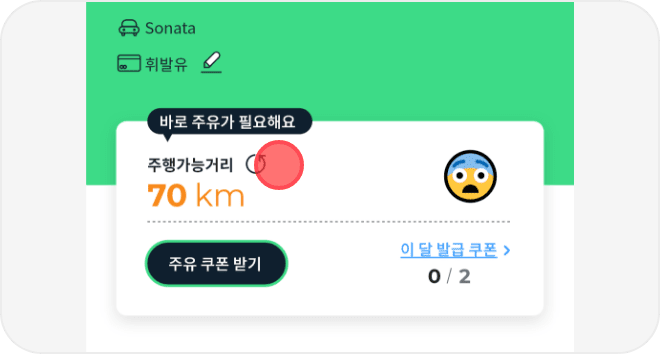 Sonata
휘발유
바로 주유가 필요해요
주행가능거리
70 km
주유 쿠폰 받기
이 달 발급 쿠폰 >
0 / 2